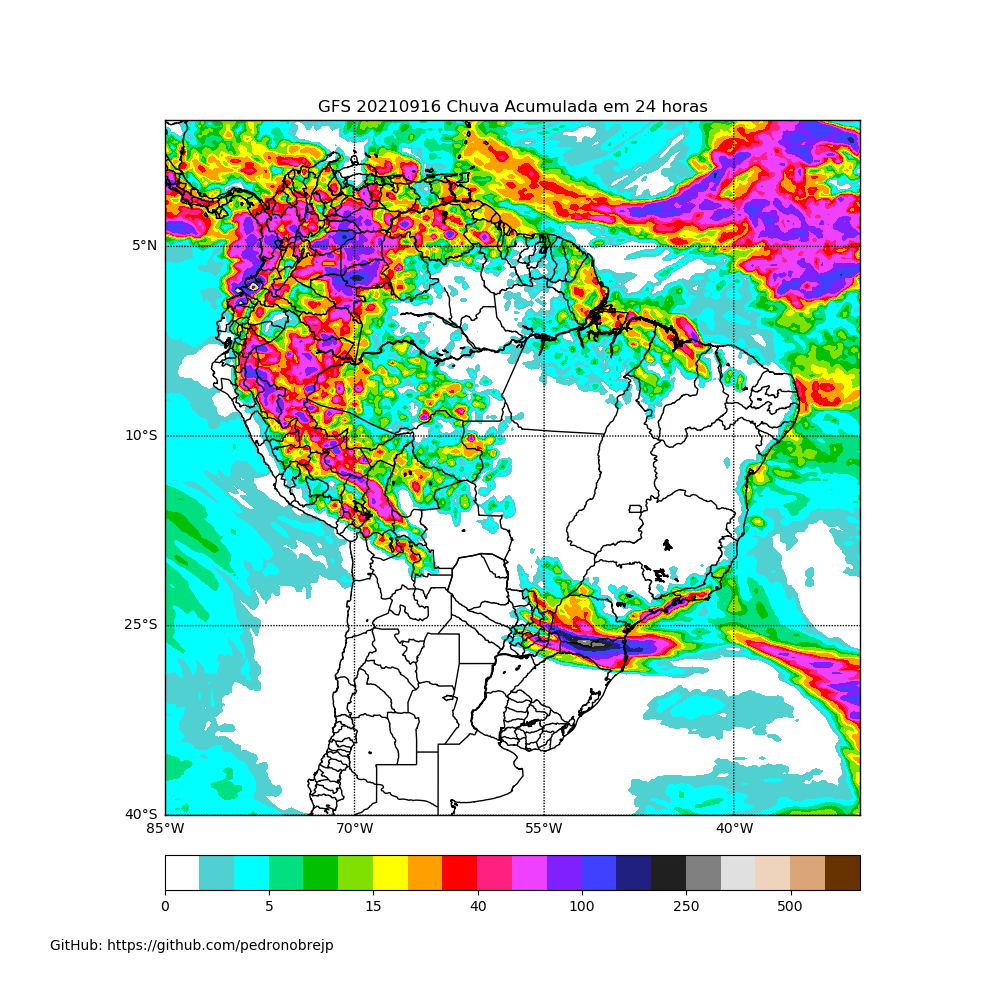 GFS 20210916 Chuva Acumulada em 24 horas
5°N
10°S
25°S
40°S
85°W 70°W 55°W 40°W
0 5 15 40 100 250 500
GitHub: https://github.com/pedronobrejp